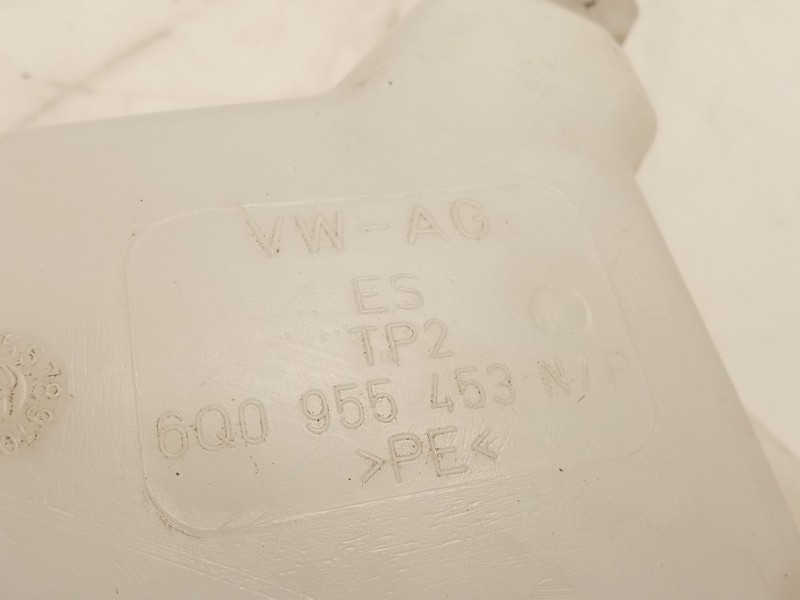 VW-AG
ES
TP2
6Q0 955 453 N/P
>PE<